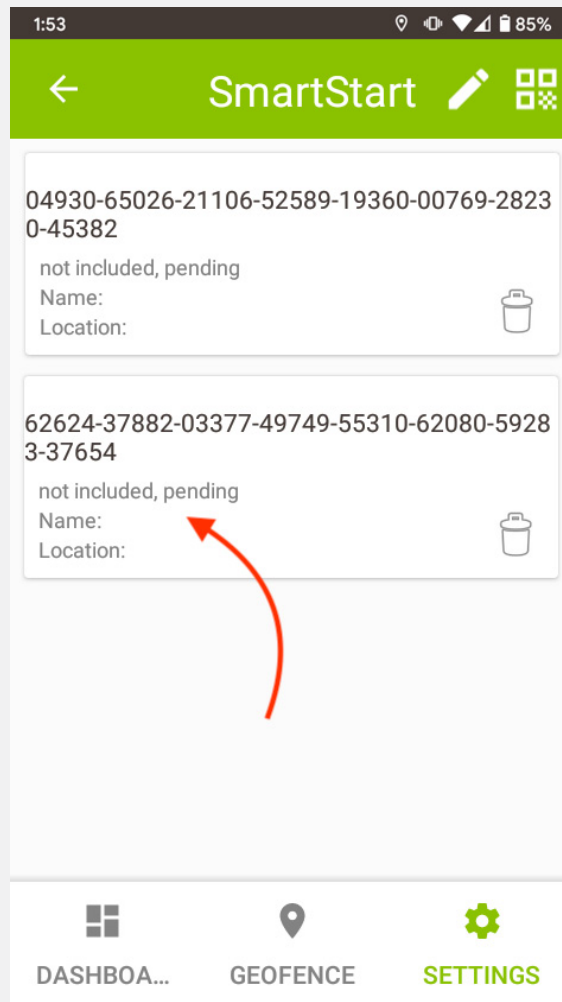 1:53
85%
SmartStart
04930-65026-21106-52589-19360-00769-2823
0-45382
not included, pending
Name:
Location:
62624-37882-03377-49749-55310-62080-5928
3-37654
not included, pending
Name:
Location:
DASHBOA...
GEOFENCE
SETTINGS